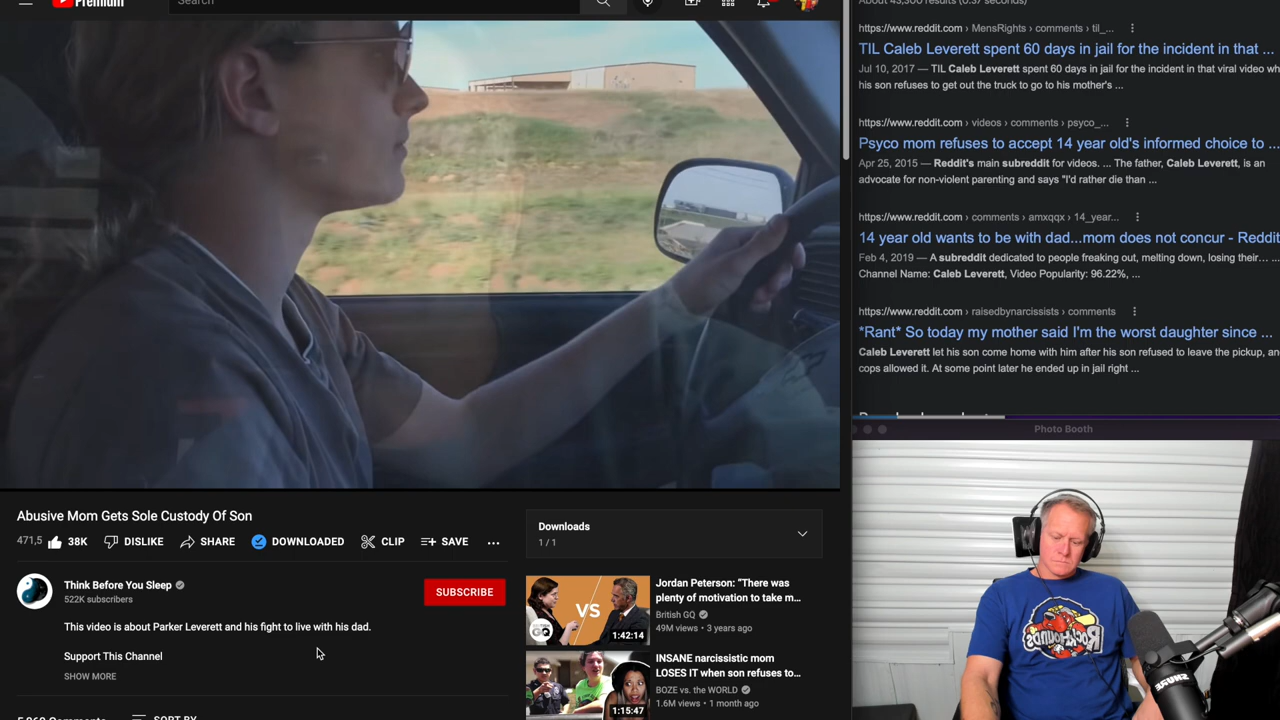 Premium
Search
Abusive Mom Gets Sole Custody Of Son
471,5
38K
DISLIKE
SHARE
DOWNLOADED
CLIP
SAVE
...
Think Before You Sleep
522K subscribers
SUBSCRIBE
This video is about Parker Leverett and his fight to live with his dad.
Support This Channel
SHOW MORE
SORT BY
Downloads
1 / 1
VS
GQ
1:42:14
Jordan Peterson: “There was
plenty of motivation to take m...
British GQ
49M views • 3 years ago
1:15:47
INSANE narcissistic mom
LOSES IT when son refuses to...
BOZE vs. the WORLD
1.6M views • 1 month ago
https://www.reddit.com › MensRights › comments › til_...
TIL Caleb Leverett spent 60 days in jail for the incident in that ...
Jul 10, 2017 — TIL Caleb Leverett spent 60 days in jail for the incident in that viral video wh
his son refuses to get out the truck to go to his mother's ...
https://www.reddit.com › videos › comments › psyco_...
Psyco mom refuses to accept 14 year old's informed choice to ...
Apr 25, 2015 — Reddit's main subreddit for videos. ... The father, Caleb Leverett, is an
advocate for non-violent parenting and says "I'd rather die than ...
https://www.reddit.com › comments › amxqqx › 14_year...
14 year old wants to be with dad...mom does not concur - Reddit
Feb 4, 2019 — A subreddit dedicated to people freaking out, melting down, losing their... ...
Channel Name: Caleb Leverett, Video Popularity: 96.22%, ...
https://www.reddit.com › raisedbynarcissists › comments
*Rant* So today my mother said I'm the worst daughter since ...
Caleb Leverett let his son come home with him after his son refused to leave the pickup, an
cops allowed it. At some point later he ended up in jail right ...
Photo Booth
ROCKHOUNDS
SHURE